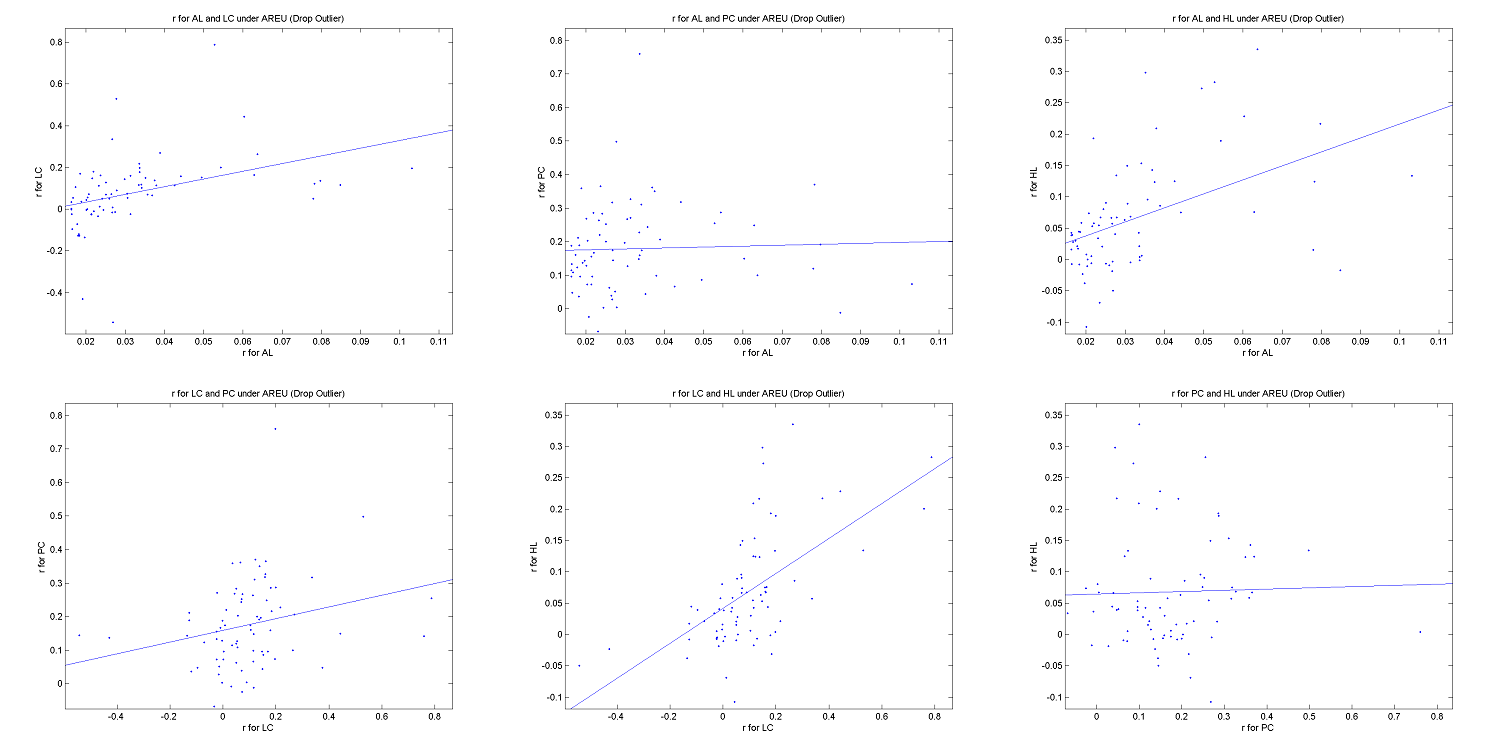 r for AL and LC under AREU (Drop Outlier)
0.8
0.6
0.4
0.2
0
-0.2
-0.4
r for LC
0.02 0.03 0.04 0.05 0.06 0.07 0.08 0.09 0.1 0.11
r for AL
r for AL and PC under AREU (Drop Outlier)
0.8
0.7
0.6
0.5
0.4
0.3
0.2
0.1
0
r for PC
0.02 0.03 0.04 0.05 0.06 0.07 0.08 0.09 0.1 0.11
r for AL
r for AL and HL under AREU (Drop Outlier)
0.35
0.3
0.25
0.2
0.15
0.1
0.05
0
-0.05
-0.1
r for HL
0.02 0.03 0.04 0.05 0.06 0.07 0.08 0.09 0.1 0.11
r for AL
r for LC and PC under AREU (Drop Outlier)
0.8
0.7
0.6
0.5
0.4
0.3
0.2
0.1
0
r for PC
-0.4 -0.2 0 0.2 0.4 0.6 0.8
r for LC
r for LC and HL under AREU (Drop Outlier)
0.35
0.3
0.25
0.2
0.15
0.1
0.05
0
-0.05
-0.1
r for HL
-0.4 -0.2 0 0.2 0.4 0.6 0.8
r for LC
r for PC and HL under AREU (Drop Outlier)
0.35
0.3
0.25
0.2
0.15
0.1
0.05
0
-0.05
-0.1
r for HL
0 0.1 0.2 0.3 0.4 0.5 0.6 0.7 0.8
r for PC